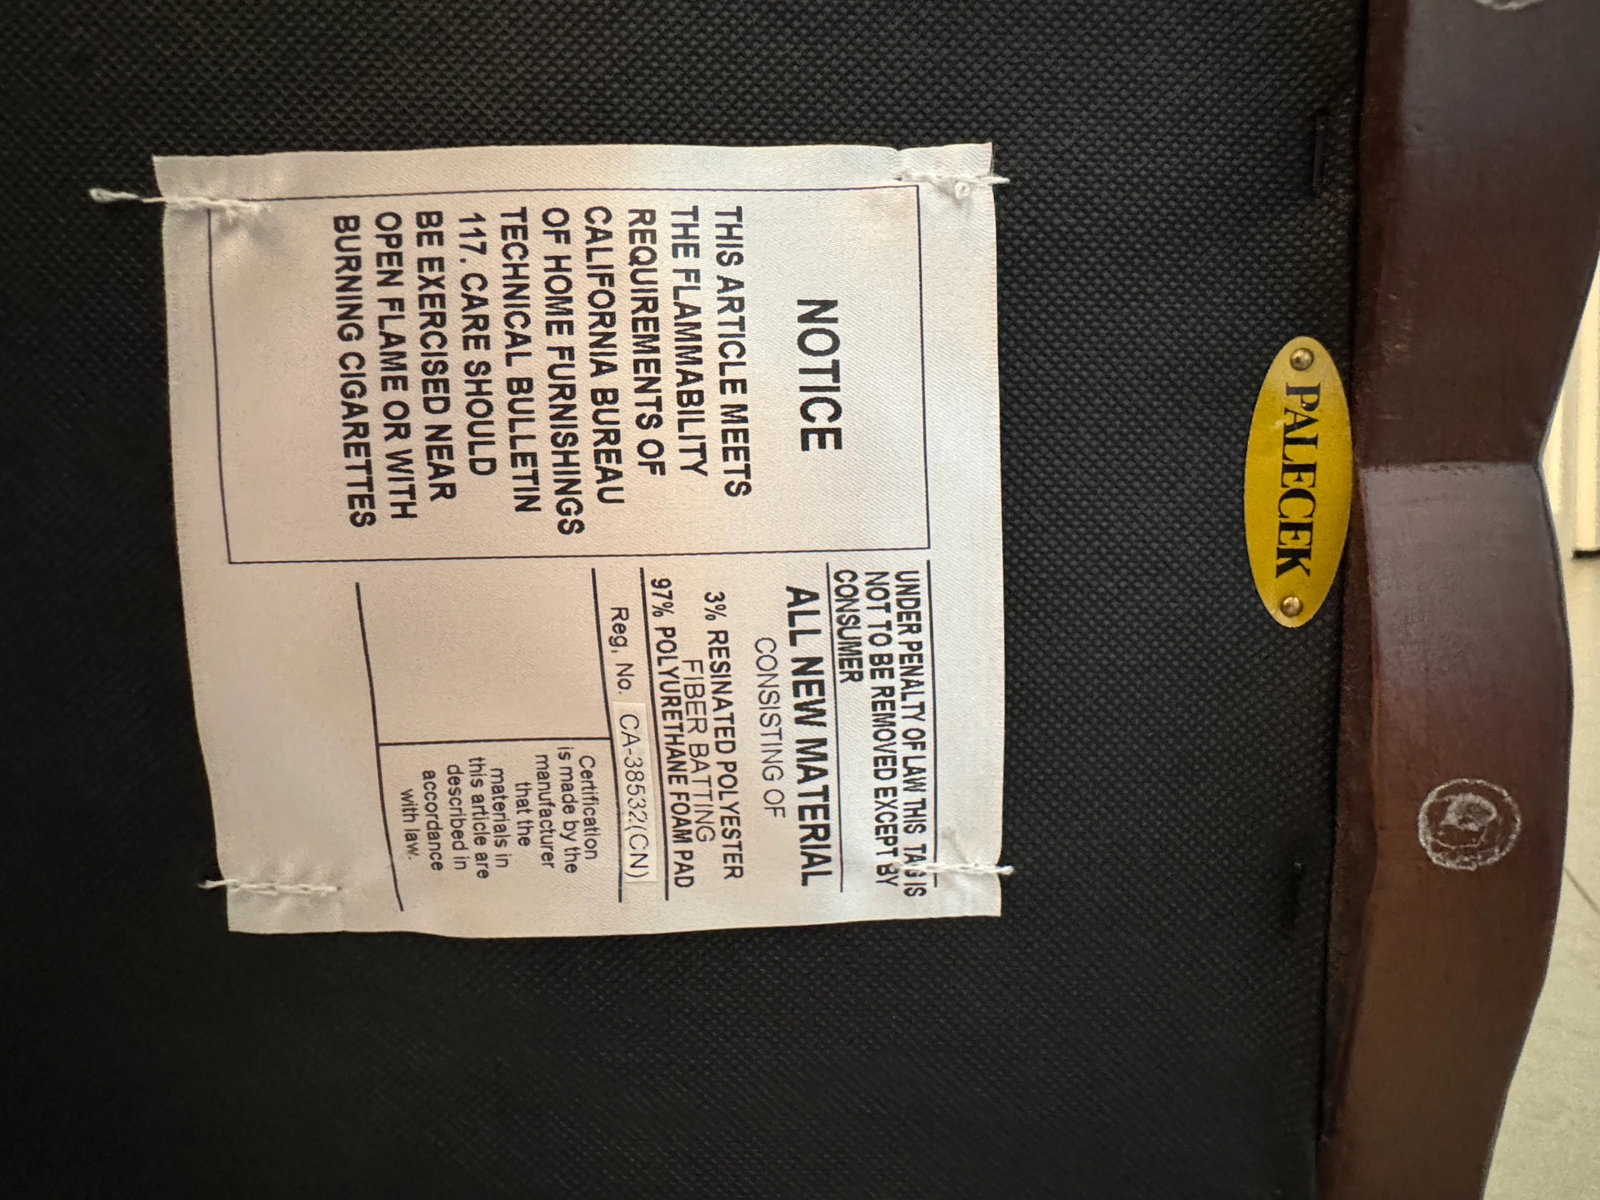 PALECEK
NOTICE
THIS ARTICLE MEETS
THE FLAMMABILITY
REQUIREMENTS OF
CALIFORNIA BUREAU
OF HOME FURNISHINGS
TECHNICAL BULLETIN
117. CARE SHOULD
BE EXERCISED NEAR
OPEN FLAME OR WITH
BURNING CIGARETTES
UNDER PENALTY OF LAW THIS TAG IS
NOT TO BE REMOVED EXCEPT BY
CONSUMER
ALL NEW MATERIAL
CONSISTING OF
3% RESINATED POLYESTER
FIBER BATTING
97% POLYURETHANE FOAM PAD
Reg. No. CA-38532(CN)
Certification
is made by the
manufacturer
that the
materials in
this article are
described in
accordance
with law.